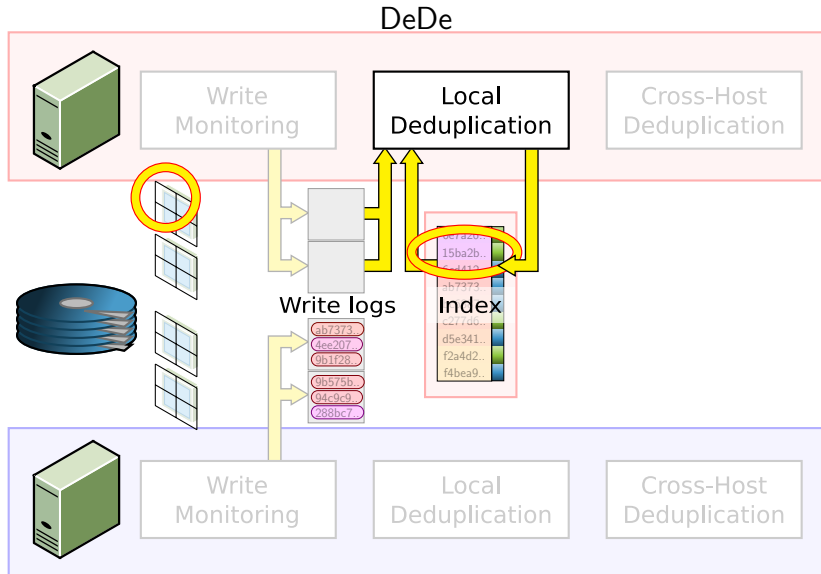 DeDe
Write
Monitoring
Local
Deduplication
Cross-Host
Deduplication
15ba2b..
ab7373..
Write logs
Index
ab7373..
4ee207..
9b1f28..
d5e341..
f2a4d2..
f4bea9..
9b575b..
94c9c9..
288bc7..
Write
Monitoring
Local
Deduplication
Cross-Host
Deduplication